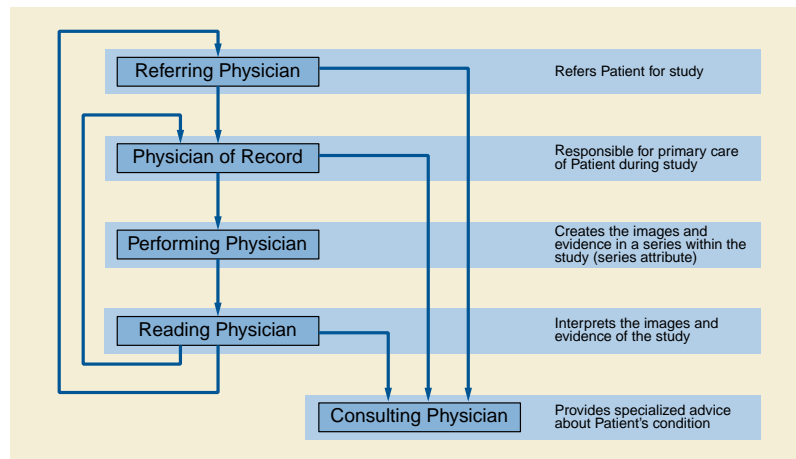 Referring Physician
Refers Patient for study
Physician of Record
Responsible for primary care
of Patient during study
Performing Physician
Creates the images and
evidence in a series within the
study (series attribute)
Reading Physician
Interprets the images and
evidence of the study
Consulting Physician
Provides specialized advice
about Patient's condition